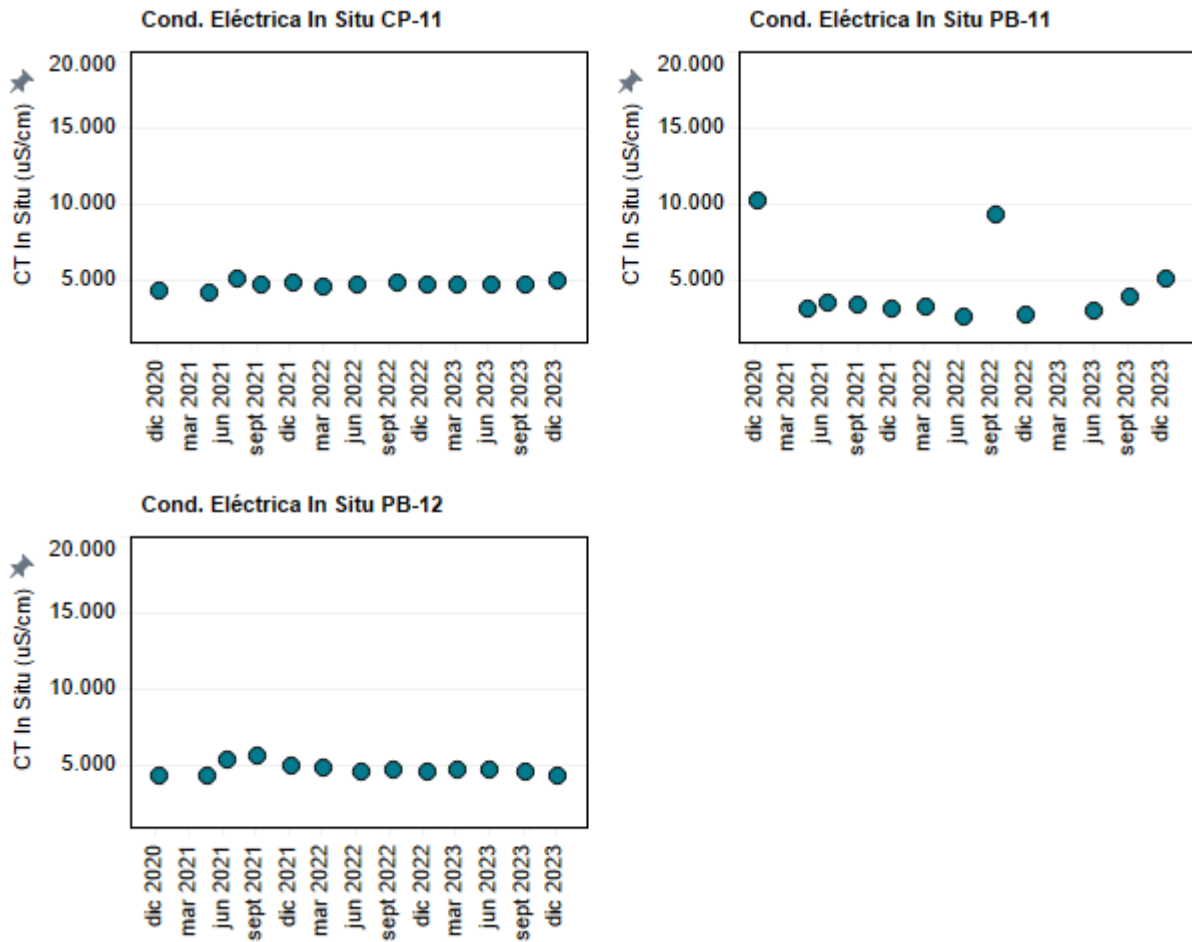 Cond. Eléctrica In Situ CP-11
CT In Situ (uS/cm)
20.000
15.000
10.000
5.000
dic 2020
mar 2021
jun 2021
sept 2021
dic 2021
mar 2022
jun 2022
sept 2022
dic 2022
mar 2023
jun 2023
sept 2023
dic 2023
Cond. Eléctrica In Situ PB-11
CT In Situ (uS/cm)
20.000
15.000
10.000
5.000
dic 2020
mar 2021
jun 2021
sept 2021
dic 2021
mar 2022
jun 2022
sept 2022
dic 2022
mar 2023
jun 2023
sept 2023
dic 2023
Cond. Eléctrica In Situ PB-12
CT In Situ (uS/cm)
20.000
15.000
10.000
5.000
dic 2020
mar 2021
jun 2021
sept 2021
dic 2021
mar 2022
jun 2022
sept 2022
dic 2022
mar 2023
jun 2023
sept 2023
dic 2023